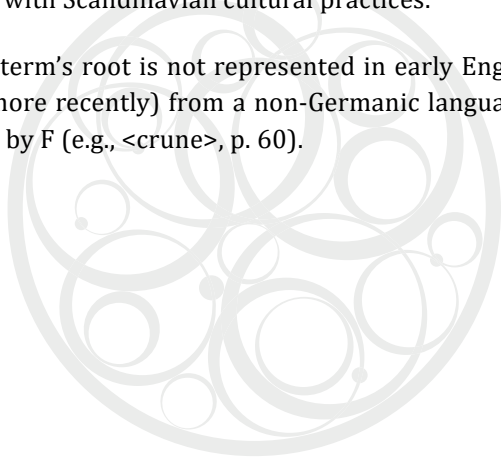 with Scandinavian cultural practices.
term’s root is not represented in early Eng
more recently) from a non-Germanic langua
by F (e.g., <crune>, p. 60).